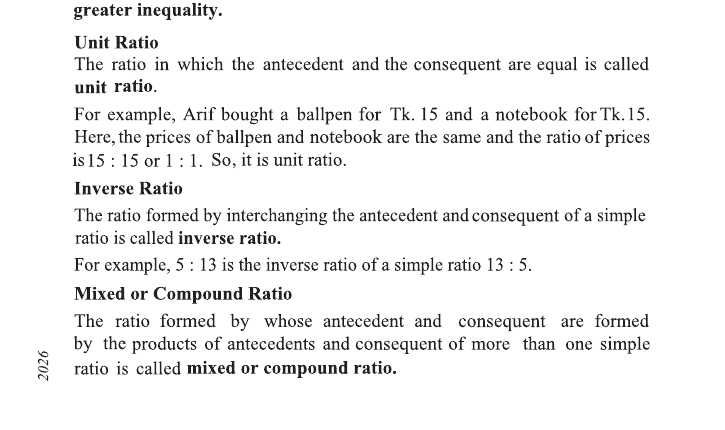 greater inequality.
Unit Ratio
The ratio in which the antecedent and the consequent are equal is called
unit ratio.
For example, Arif bought a ballpen for Tk. 15 and a notebook for Tk.15.
Here, the prices of ballpen and notebook are the same and the ratio of prices
is 15 : 15 or 1 : 1. So, it is unit ratio.
Inverse Ratio
The ratio formed by interchanging the antecedent and consequent of a simple
ratio is called inverse ratio.
For example, 5 : 13 is the inverse ratio of a simple ratio 13 : 5.
Mixed or Compound Ratio
The ratio formed by whose antecedent and consequent are formed
by the products of antecedents and consequent of more than one simple
ratio is called mixed or compound ratio.
2026